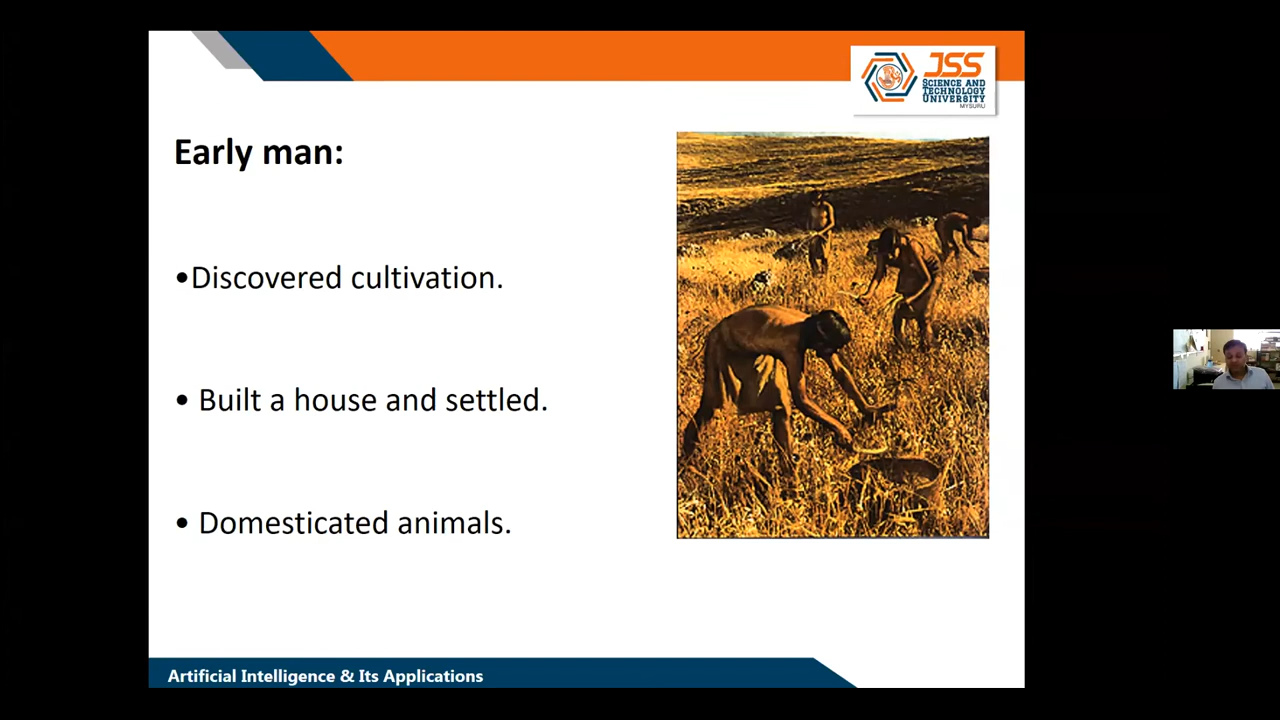 JSS
SCIENCE AND
TECHNOLOGY
UNIVERSITY
MYSURU
Early man:
•Discovered cultivation.
• Built a house and settled.
• Domesticated animals.
Artificial Intelligence & Its Applications